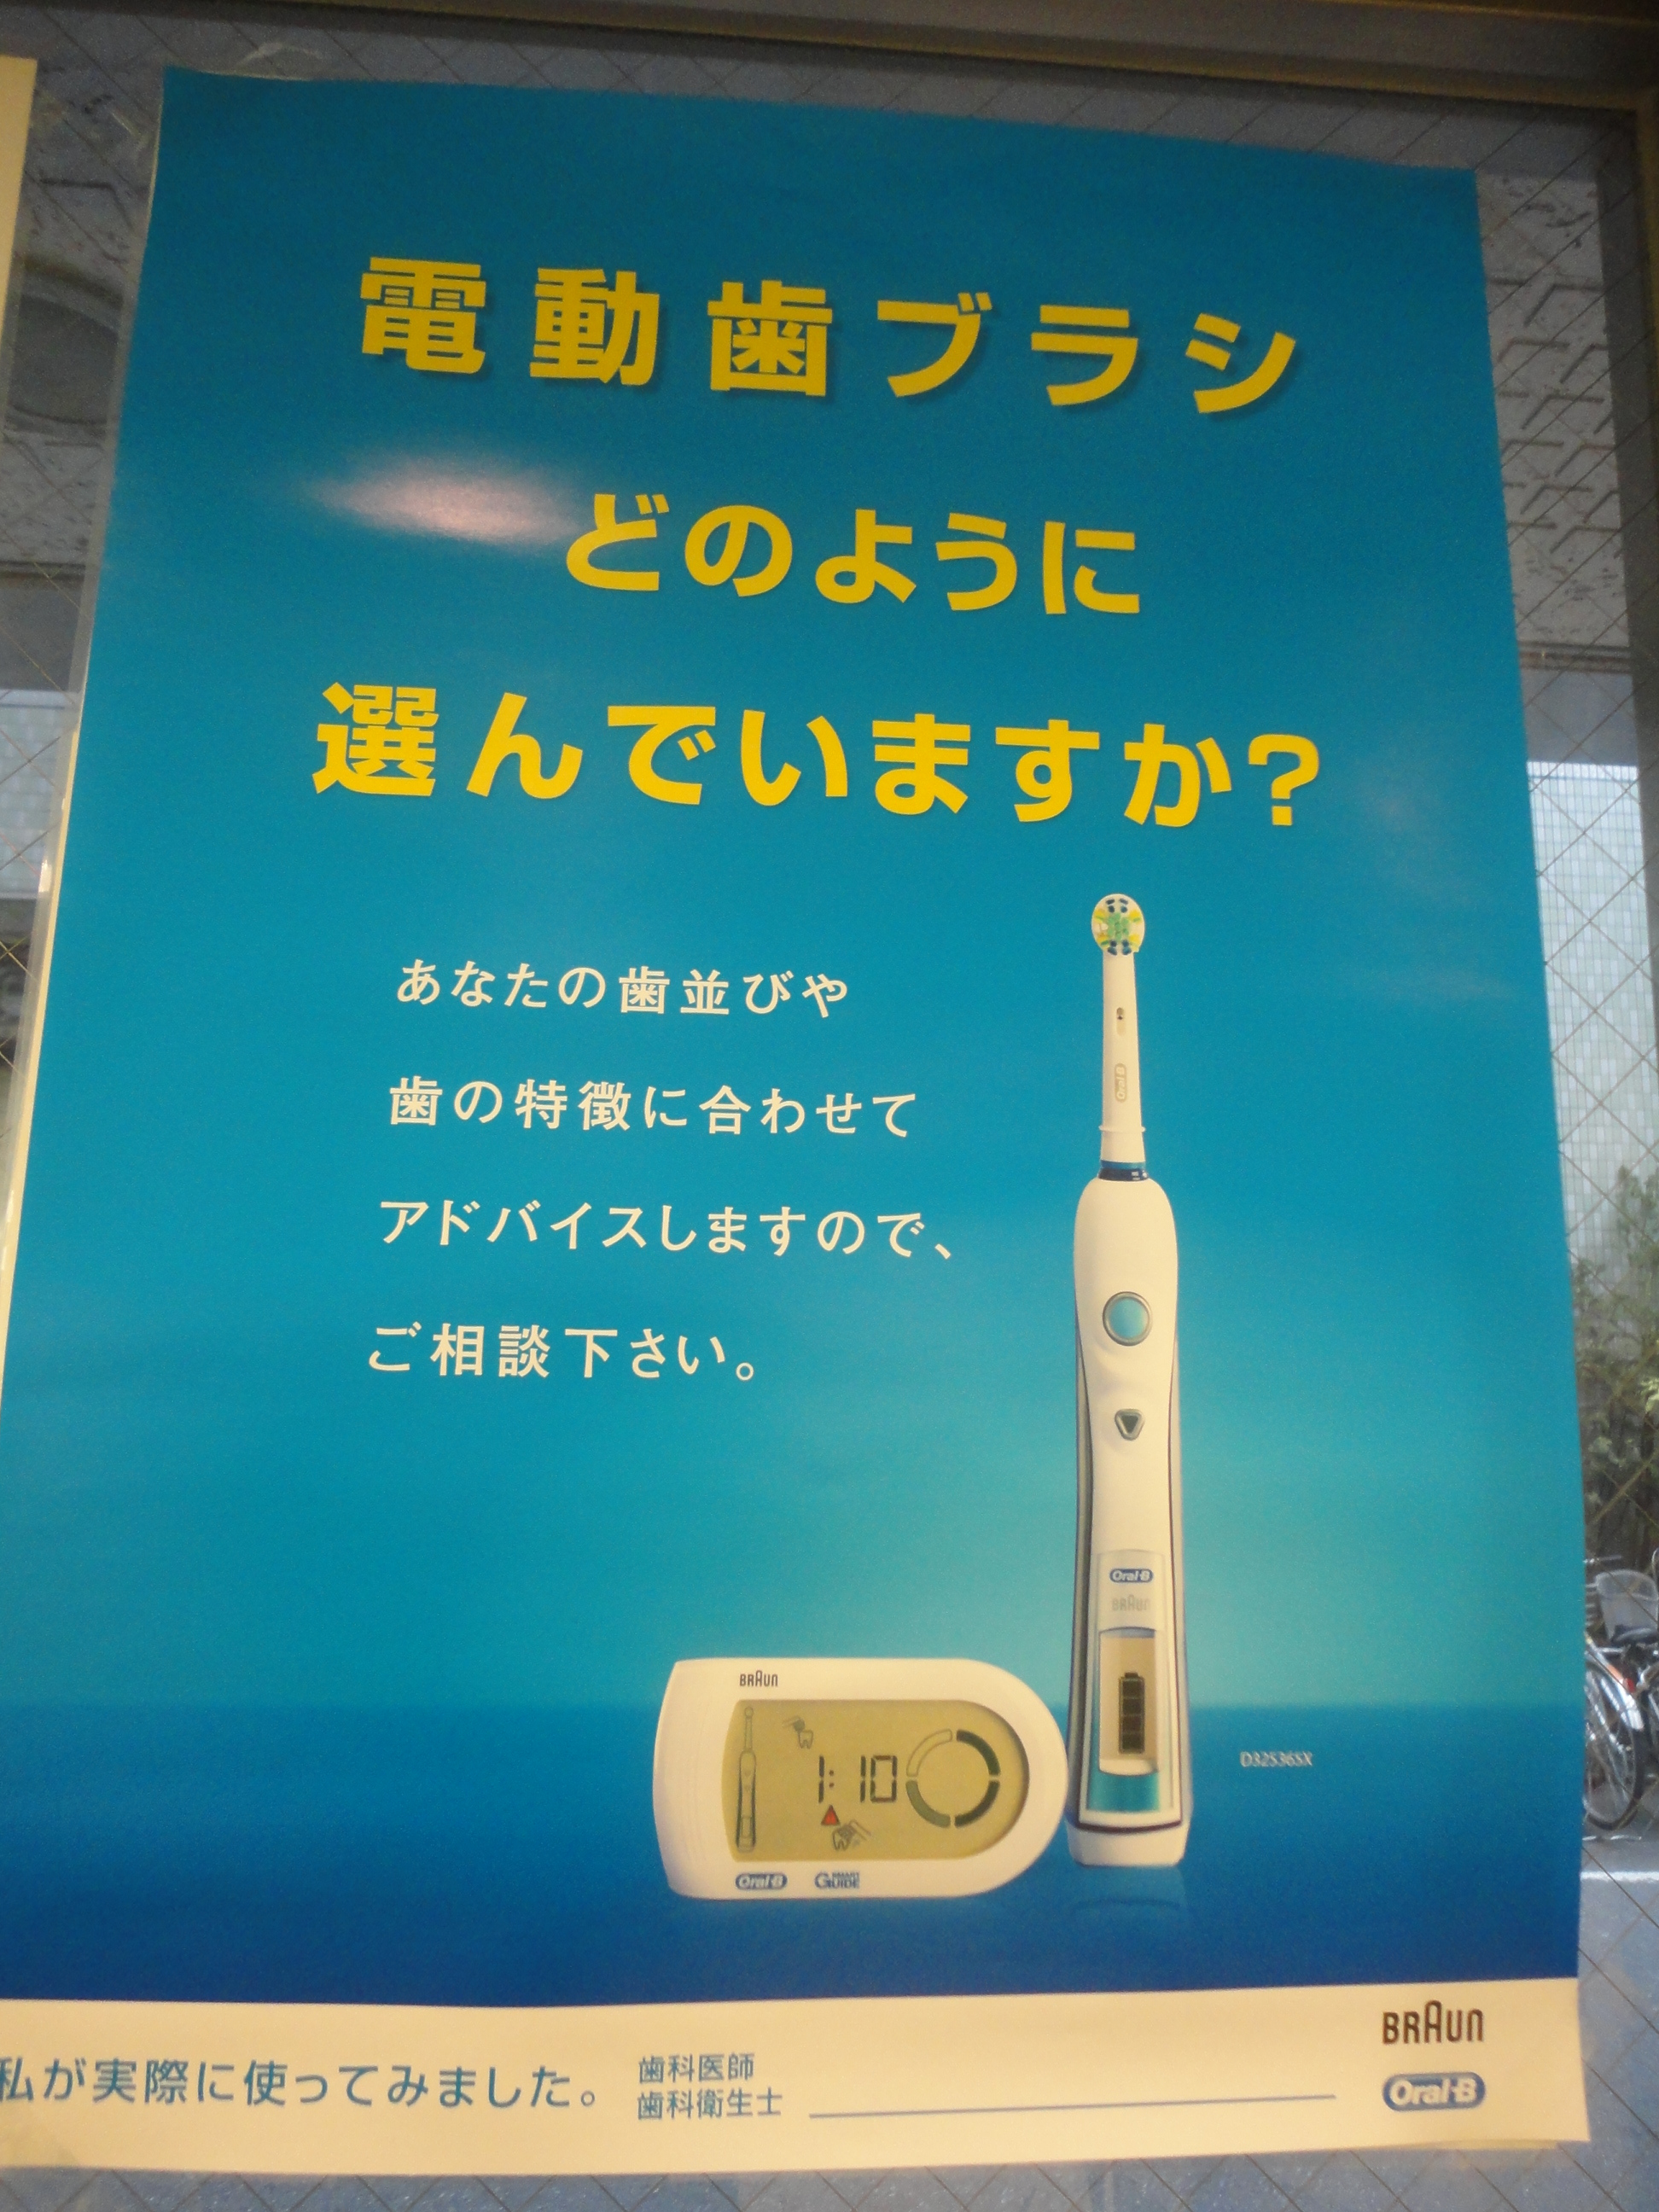 電動歯ブラシ
どのように
選んでいますか?
あなたの歯並びや
歯の特徴に合わせて
アドバイスしますので、
ご相談下さい。
Oral-B
BRAUN
BRAUN
1:10
Oral-B
SMART GUIDE
D325365X
私が実際に使ってみました。
歯科医師
歯科衛生士
BRAUN
Oral-B